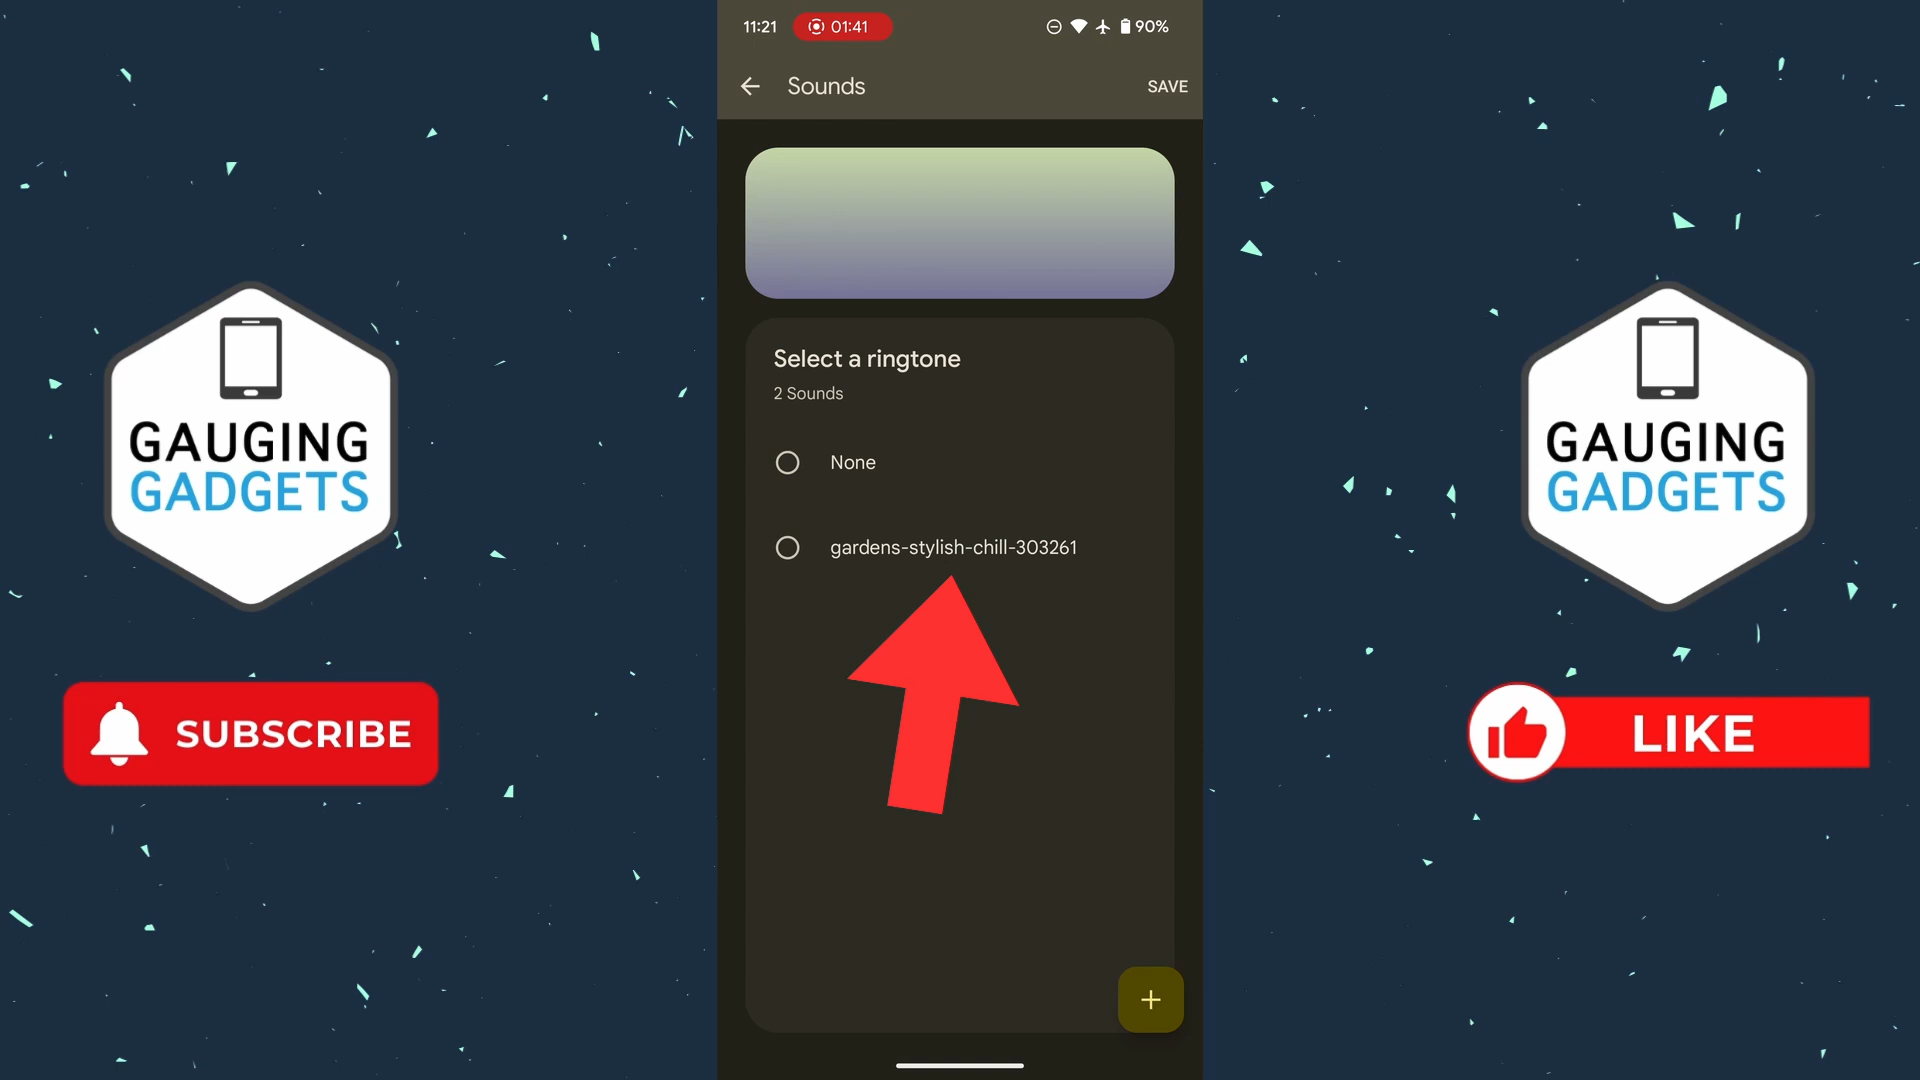 11:21 01:41 90%
Sounds SAVE
Select a ringtone
2 Sounds
None
gardens-stylish-chill-303261
GAUGING
GADGETS
SUBSCRIBE
GAUGING
GADGETS
LIKE